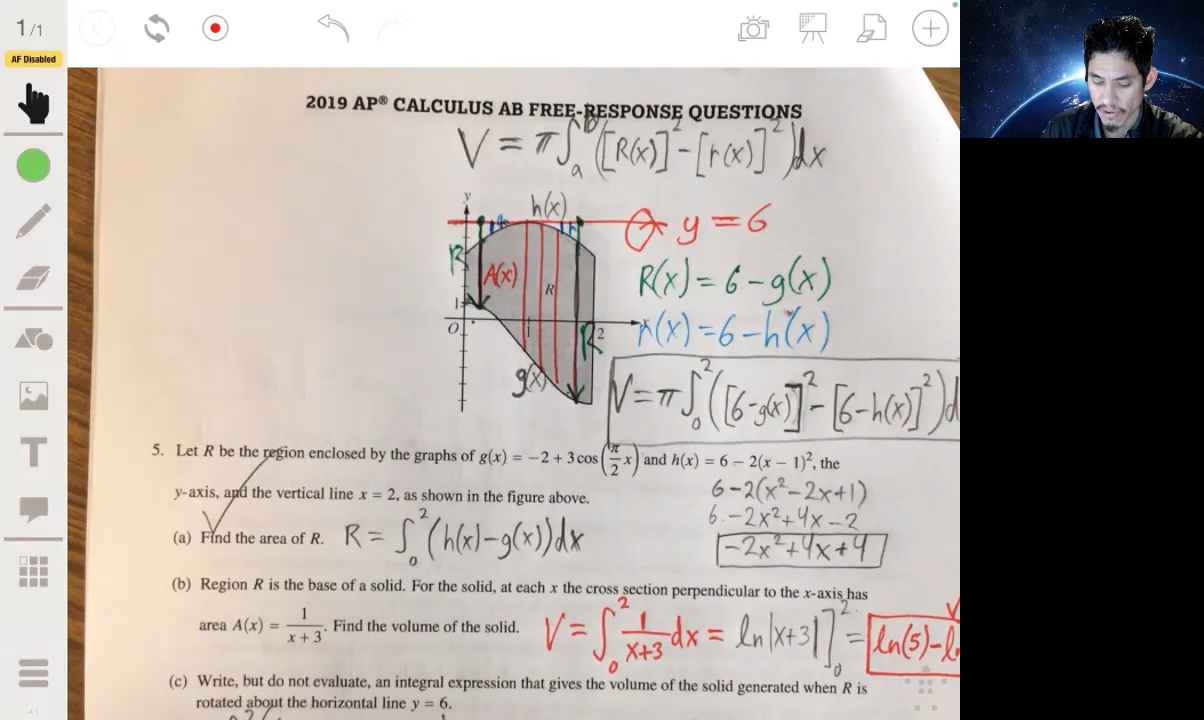 1/1
AF Disabled
2019 AP® CALCULUS AB FREE-RESPONSE QUESTIONS
V = π∫ₐᵇ([R(x)]² - [r(x)]²)dx
y
h(x)
y = 6
R
A(x)
R
R(x) = 6 - g(x)
1
r(x) = 6 - h(x)
O
1
R
2
g(x)
V = π∫₀²([6-g(x)]² - [6-h(x)]²)d
5. Let R be the region enclosed by the graphs of g(x) = −2 + 3 cos(π/2 x) and h(x) = 6 − 2(x − 1)², the
y-axis, and the vertical line x = 2, as shown in the figure above.
6-2(x²-2x+1)
6-2x²+4x-2
(a) Find the area of R. R = ∫₀²(h(x)-g(x))dx
-2x²+4x+4
(b) Region R is the base of a solid. For the solid, at each x the cross section perpendicular to the x-axis has
area A(x) = 1/(x + 3). Find the volume of the solid. V = ∫₀² 1/(x+3) dx = ln|x+3|]₀² = ln(5)-l
(c) Write, but do not evaluate, an integral expression that gives the volume of the solid generated when R is
rotated about the horizontal line y = 6.